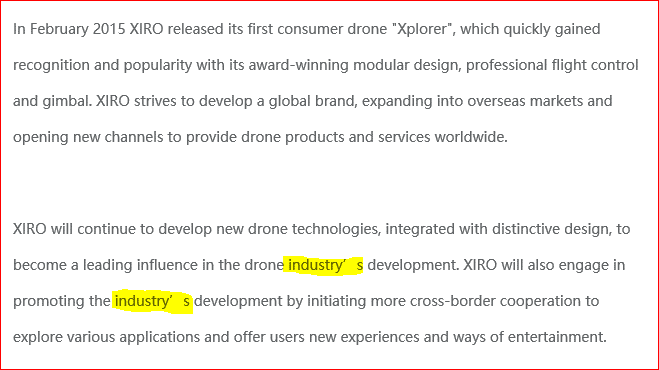 In February 2015 XIRO released its first consumer drone "Xplorer", which quickly gained
recognition and popularity with its award-winning modular design, professional flight control
and gimbal. XIRO strives to develop a global brand, expanding into overseas markets and
opening new channels to provide drone products and services worldwide.
XIRO will continue to develop new drone technologies, integrated with distinctive design, to
become a leading influence in the drone industry’s development. XIRO will also engage in
promoting the industry’s development by initiating more cross-border cooperation to
explore various applications and offer users new experiences and ways of entertainment.